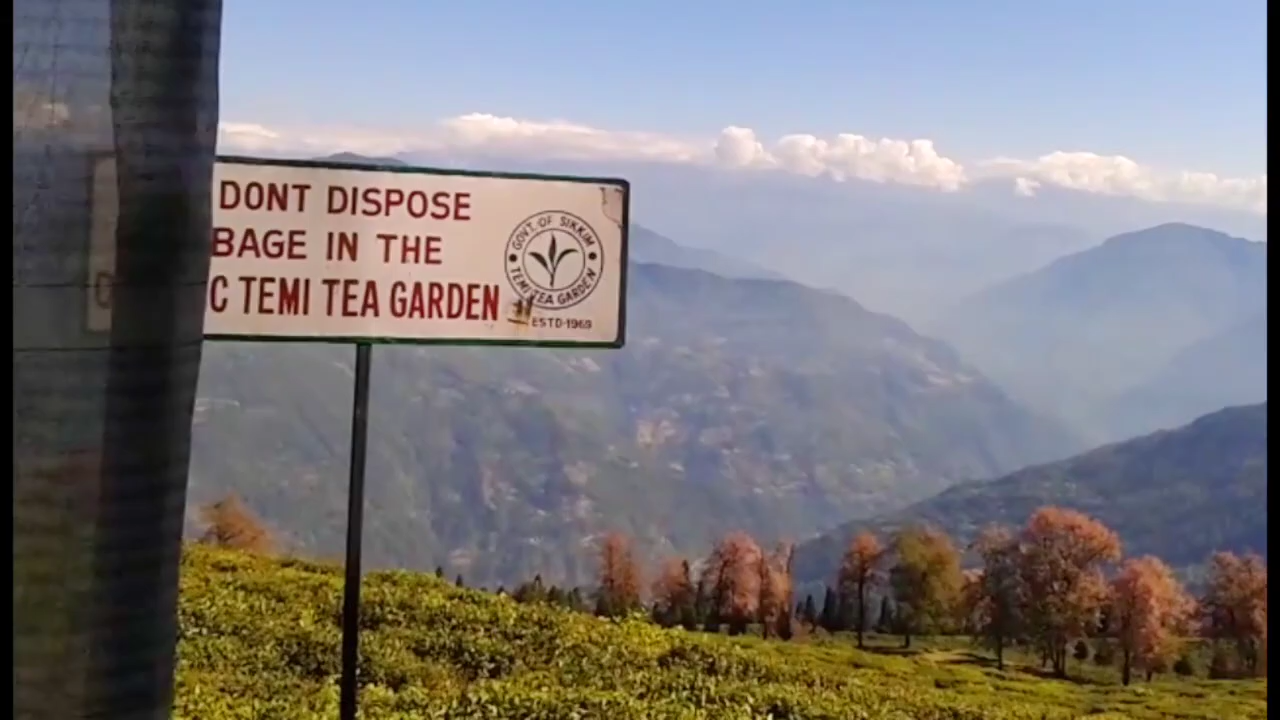 DONT DISPOSE
BAGE IN THE
C TEMI TEA GARDEN
GOVT. OF SIKKIM
TEMI TEA GARDEN
ESTD-1969